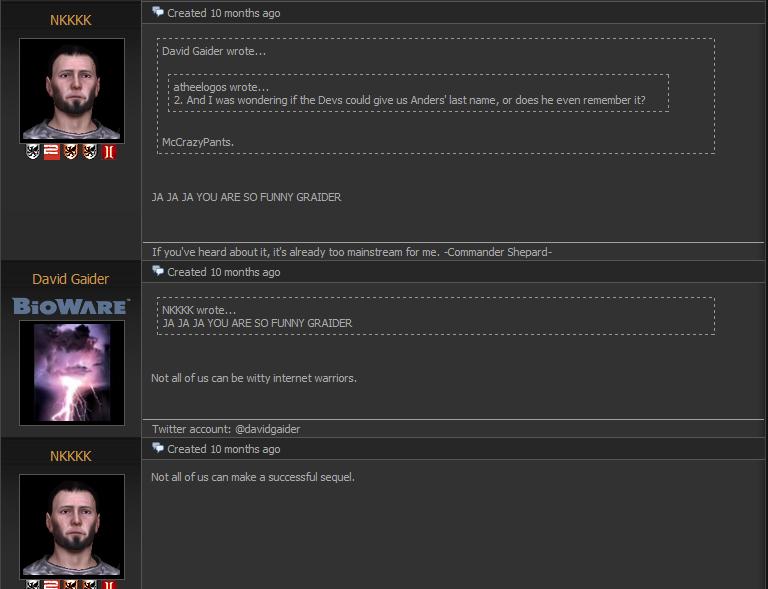 NKKKK
Created 10 months ago
David Gaider wrote...
atheelogos wrote...
2. And I was wondering if the Devs could give us Anders' last name, or does he even remember it?
McCrazyPants.
JA JA JA YOU ARE SO FUNNY GRAIDER
If you've heard about it, it's already too mainstream for me. -Commander Shepard-
David Gaider
BIOWARE™
Created 10 months ago
NKKKK wrote...
JA JA JA YOU ARE SO FUNNY GRAIDER
Not all of us can be witty internet warriors.
Twitter account: @davidgaider
NKKKK
Created 10 months ago
Not all of us can make a successful sequel.